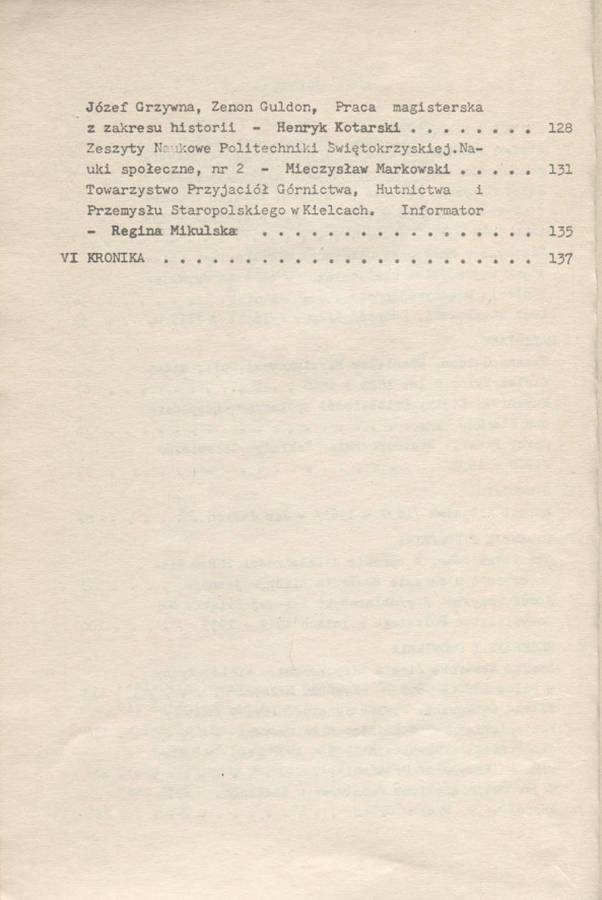 Józef Grzywna, Zenon Guldon, Praca magisterska
z zakresu historii - Henryk Kotarski . . . . . . . . 128
Zeszyty Naukowe Politechniki Świętokrzyskiej.Na-
uki społeczne, nr 2 - Mieczysław Markowski . . . . . 131
Towarzystwo Przyjaciół Górnictwa, Hutnictwa i
Przemysłu Staropolskiego w Kielcach. Informator
- Regina Mikulska . . . . . . . . . . . . . . . . . 135
VI KRONIKA . . . . . . . . . . . . . . . . . . . . . . . 137